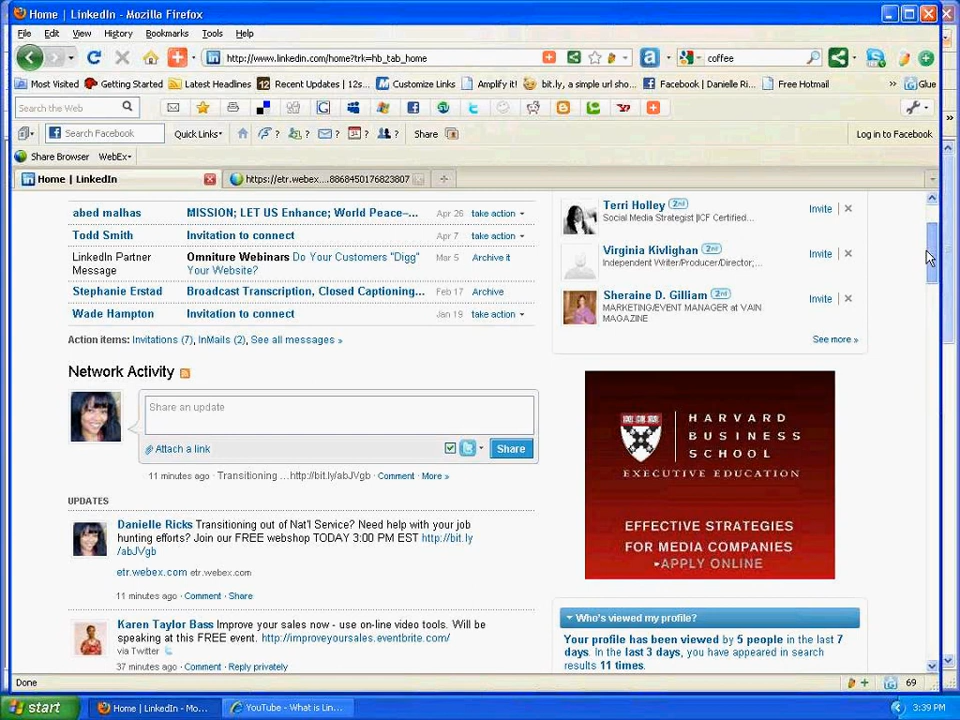 Home | LinkedIn - Mozilla Firefox
File Edit View History Bookmarks Tools Help
http://www.linkedin.com/home?trk=hb_tab_home
coffee
Most Visited Getting Started Latest Headlines Recent Updates | 12s... Customize Links Amplify it! bit.ly, a simple url sho... Facebook | Danielle Ri... Free Hotmail » Glue
Search the Web
Search Facebook Quick Links Share Log in to Facebook
Share Browser WebEx
Home | LinkedIn https://etr.webex....8868450176823807
abed malhas MISSION; LET US Enhance; World Peace–... Apr 26 take action
Todd Smith Invitation to connect Apr 7 take action
LinkedIn Partner Message Omniture Webinars Do Your Customers "Digg" Your Website? Mar 5 Archive it
Stephanie Erstad Broadcast Transcription, Closed Captioning... Feb 17 Archive
Wade Hampton Invitation to connect Jan 19 take action
Action items: Invitations (7), InMails (2), See all messages »
Network Activity
Share an update
Attach a link Share
11 minutes ago · Transitioning ...http://bit.ly/abJVgb · Comment · More »
UPDATES
Danielle Ricks Transitioning out of Nat'l Service? Need help with your job
hunting efforts? Join our FREE webshop TODAY 3:00 PM EST http://bit.ly
/abJVgb
etr.webex.com etr.webex.com
11 minutes ago · Comment · Share
Karen Taylor Bass Improve your sales now - use on-line video tools. Will be
speaking at this FREE event. http://improveyoursales.eventbrite.com/
via Twitter
37 minutes ago · Comment · Reply privately
Terri Holley 2nd Invite
Social Media Strategist |ICF Certified...
Virginia Kivlighan 2nd Invite
Independent Writer/Producer/Director;...
Sheraine D. Gilliam 2nd Invite
MARKETING/EVENT MANAGER at VAIN
MAGAZINE
See more »
HARVARD
BUSINESS
SCHOOL
EXECUTIVE EDUCATION
EFFECTIVE STRATEGIES
FOR MEDIA COMPANIES
▸APPLY ONLINE
Who's viewed my profile?
Your profile has been viewed by 5 people in the last 7
days. In the last 3 days, you have appeared in search
results 11 times.
Done 69
start Home | LinkedIn - Mo... YouTube - What is Lin... 3:39 PM